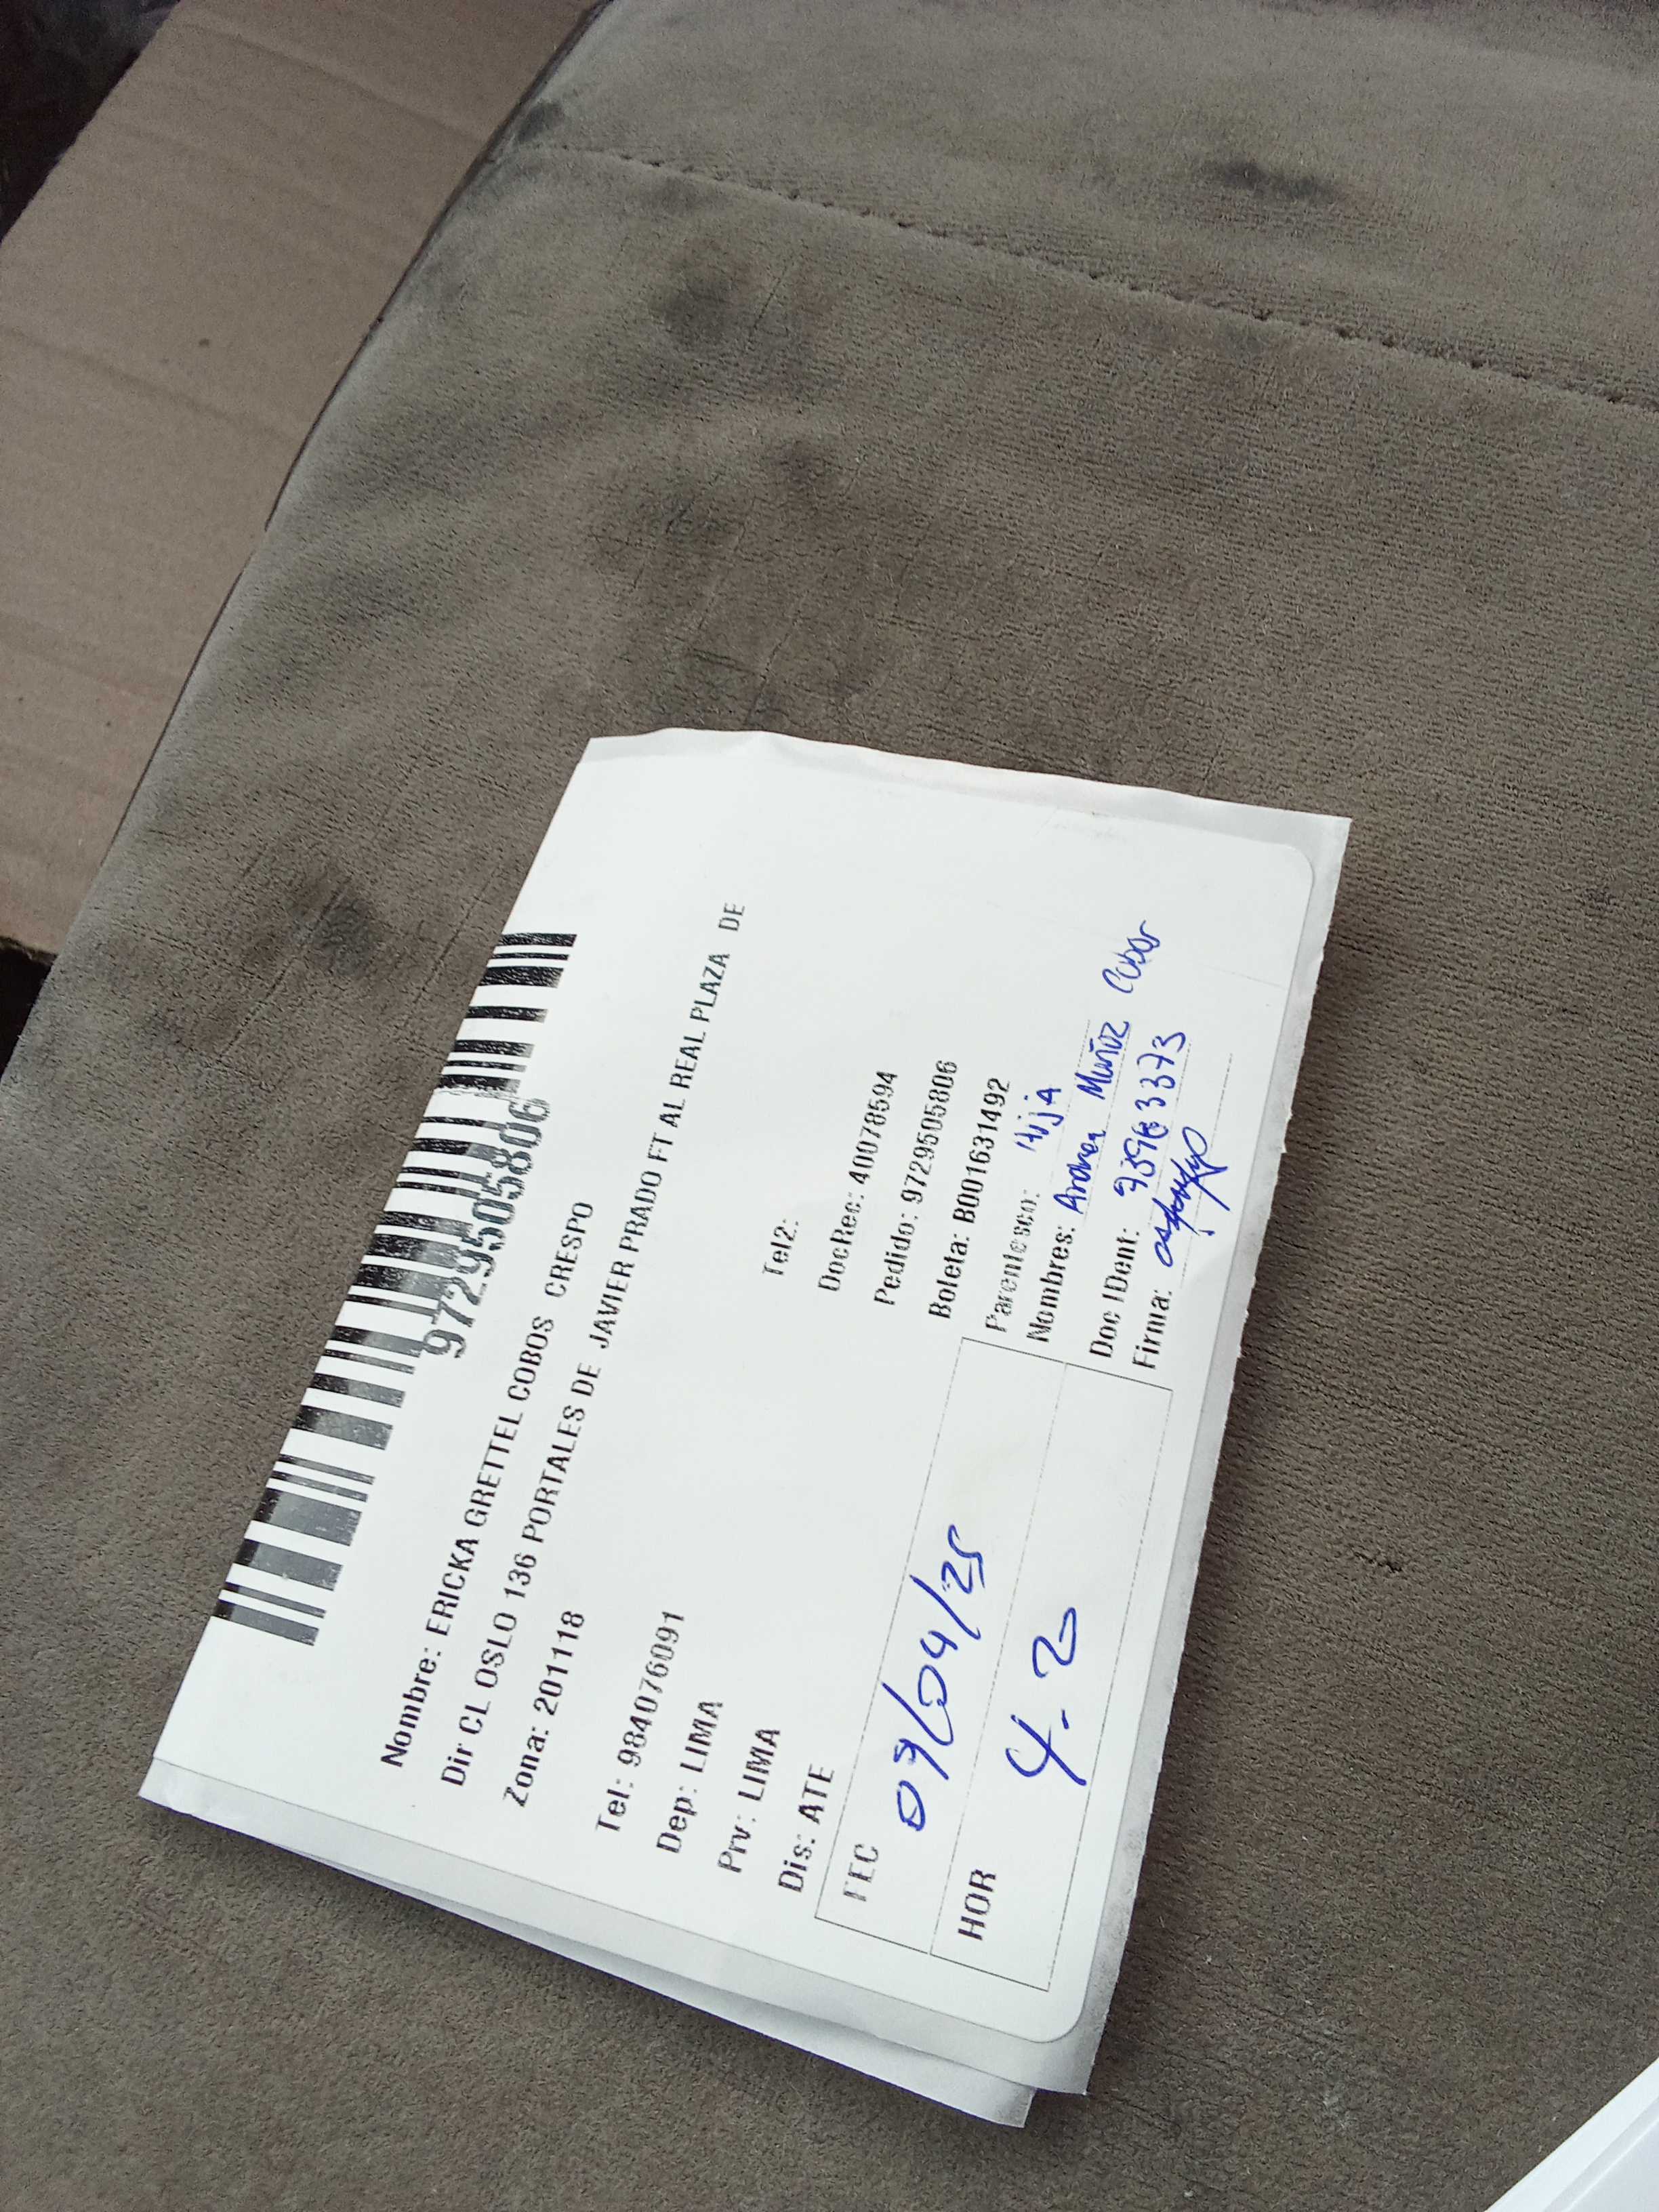 9729505806
Nombre: ERICKA GRETTEL COBOS CRESPO
Dir CL OSLO 136 PORTALES DE JAVIER PRADO FT AL REAL PLAZA DE
Zona: 201118
Tel: 984076091
Tel2:
Dep: LIMA
DocRec: 40078594
Prv: LIMA
Pedido: 9729505806
Dis: ATE
Boleta: B001631492
FEC 09/04/25
Parentesco: Hija
Nombres: Andrea Muñoz Cobos
HOR 4.20
Doc IDent:
Firma: